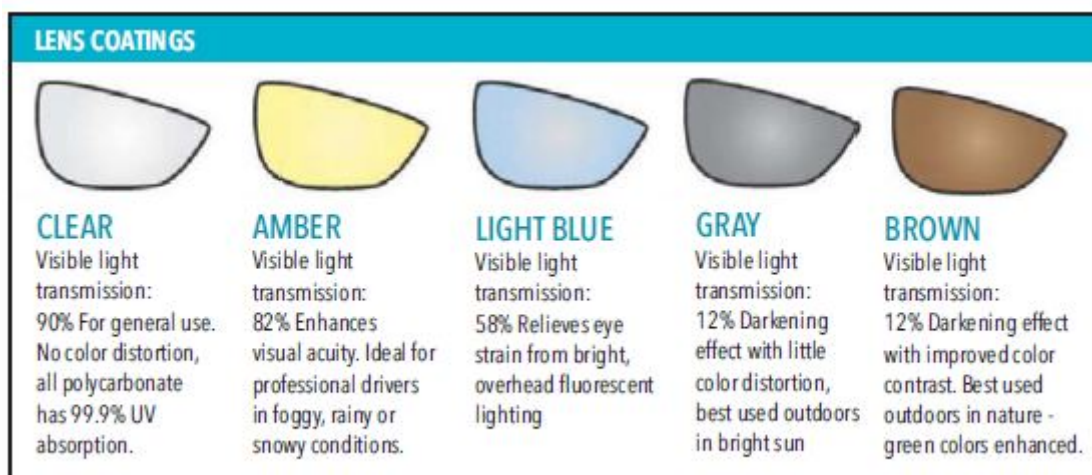 LENS COATINGS
CLEAR
Visible light
transmission:
90% For general use.
No color distortion,
all polycarbonate
has 99.9% UV
absorption.
AMBER
Visible light
transmission:
82% Enhances
visual acuity. Ideal for
professional drivers
in foggy, rainy or
snowy conditions.
LIGHT BLUE
Visible light
transmission:
58% Relieves eye
strain from bright,
overhead fluorescent
lighting
GRAY
Visible light
transmission:
12% Darkening
effect with little
color distortion,
best used outdoors
in bright sun
BROWN
Visible light
transmission:
12% Darkening effect
with improved color
contrast. Best used
outdoors in nature -
green colors enhanced.